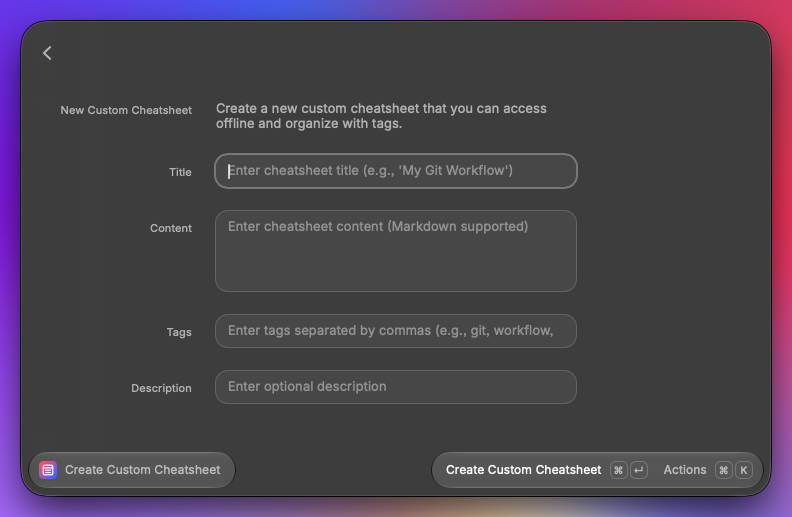 New Custom Cheatsheet
Create a new custom cheatsheet that you can access
offline and organize with tags.
Title
Enter cheatsheet title (e.g., 'My Git Workflow')
Content
Enter cheatsheet content (Markdown supported)
Tags
Enter tags separated by commas (e.g., git, workflow,
Description
Enter optional description
Create Custom Cheatsheet
Create Custom Cheatsheet ⌘ ↵ Actions ⌘ K